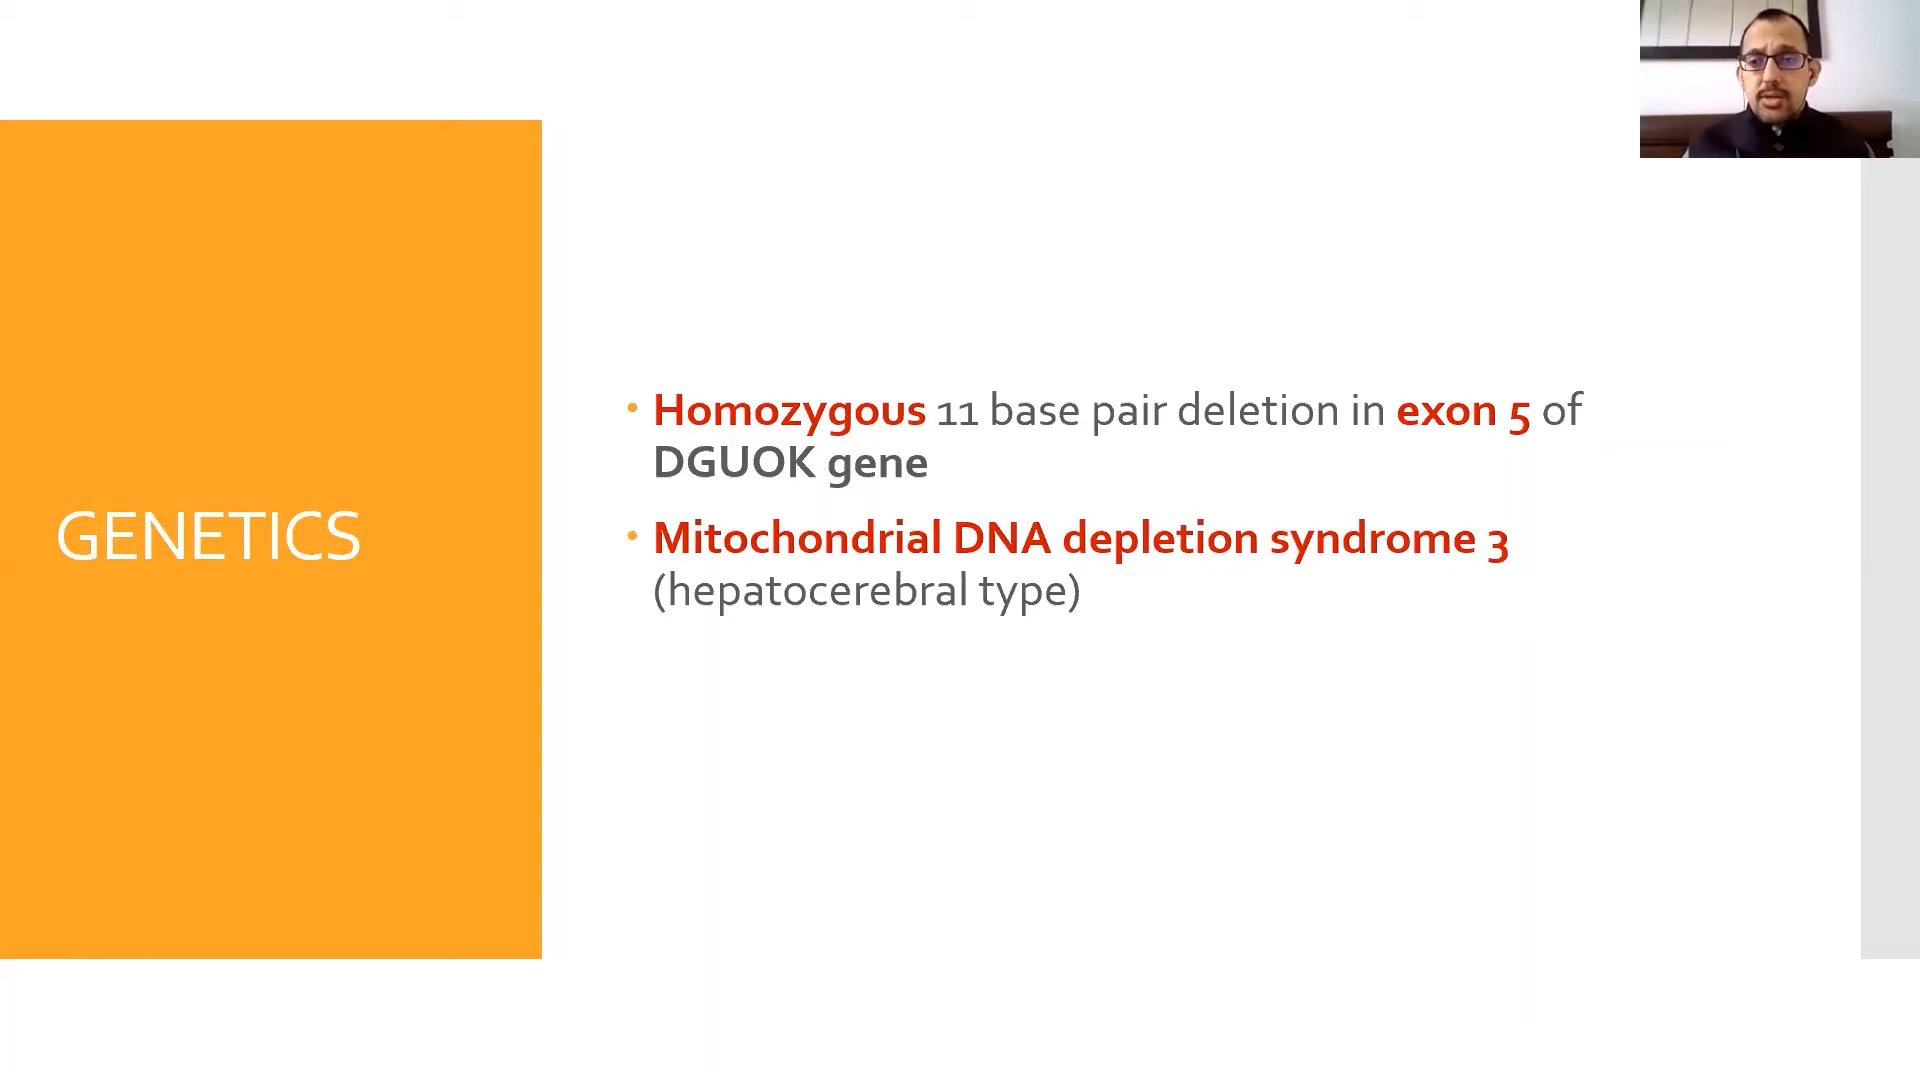 GENETICS
• Homozygous 11 base pair deletion in exon 5 of
DGUOK gene
• Mitochondrial DNA depletion syndrome 3
(hepatocerebral type)